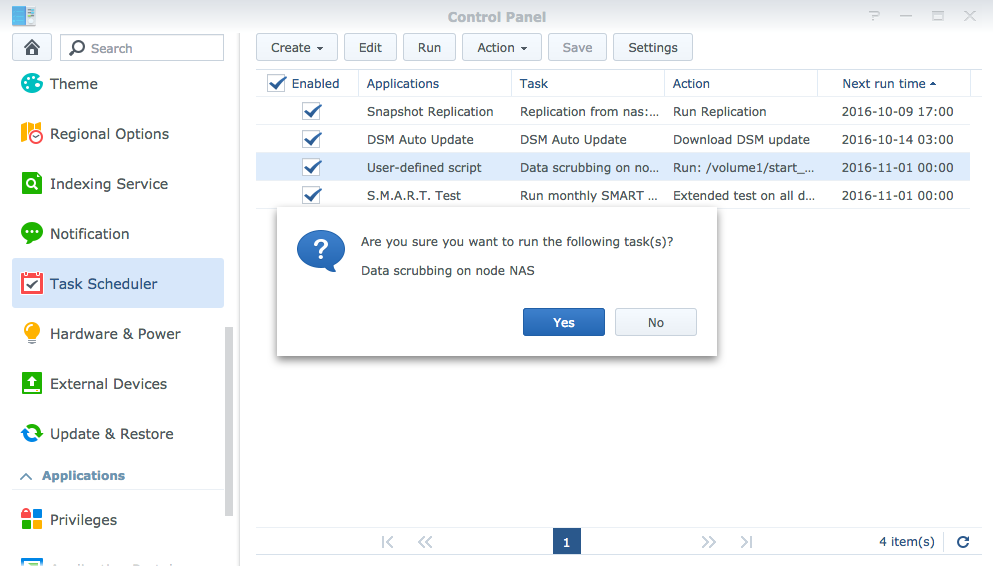 Control Panel
Search
Create Edit Run Action Save Settings
Theme
Regional Options
Indexing Service
Notification
Task Scheduler
Hardware & Power
External Devices
Update & Restore
Applications
Privileges
Enabled Applications Task Action Next run time
Snapshot Replication Replication from nas:... Run Replication 2016-10-09 17:00
DSM Auto Update DSM Auto Update Download DSM update 2016-10-14 03:00
User-defined script Data scrubbing on no... Run: /volume1/start_... 2016-11-01 00:00
S.M.A.R.T. Test Run monthly SMART ... Extended test on all d... 2016-11-01 00:00
Are you sure you want to run the following task(s)?
Data scrubbing on node NAS
Yes No
1 4 item(s)